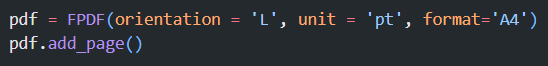 pdf = FPDF(orientation = 'L', unit = 'pt', format='A4')
pdf.add_page()